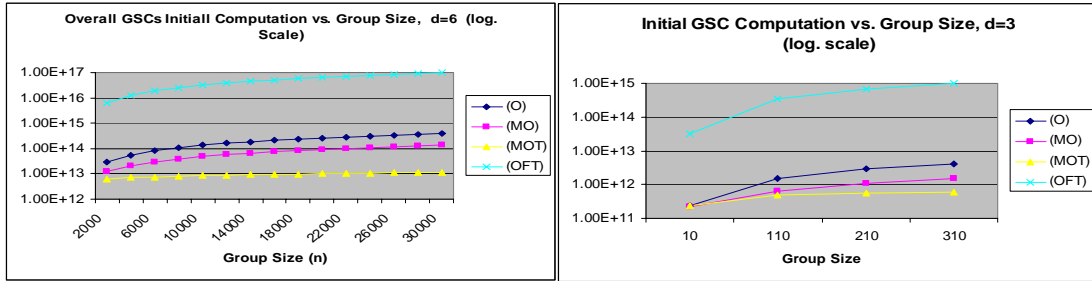 Overall GSCs Initiall Computation vs. Group Size, d=6 (log.
Scale)
1.00E+17
1.00E+16
1.00E+15
1.00E+14
1.00E+13
1.00E+12
2000
6000
10000
14000
18000
22000
26000
30000
Group Size (n)
(O)
(MO)
(MOT)
(OFT)
Initial GSC Computation vs. Group Size, d=3
(log. scale)
1.00E+15
1.00E+14
1.00E+13
1.00E+12
1.00E+11
10 110 210 310
Group Size
(O)
(MO)
(MOT)
(OFT)